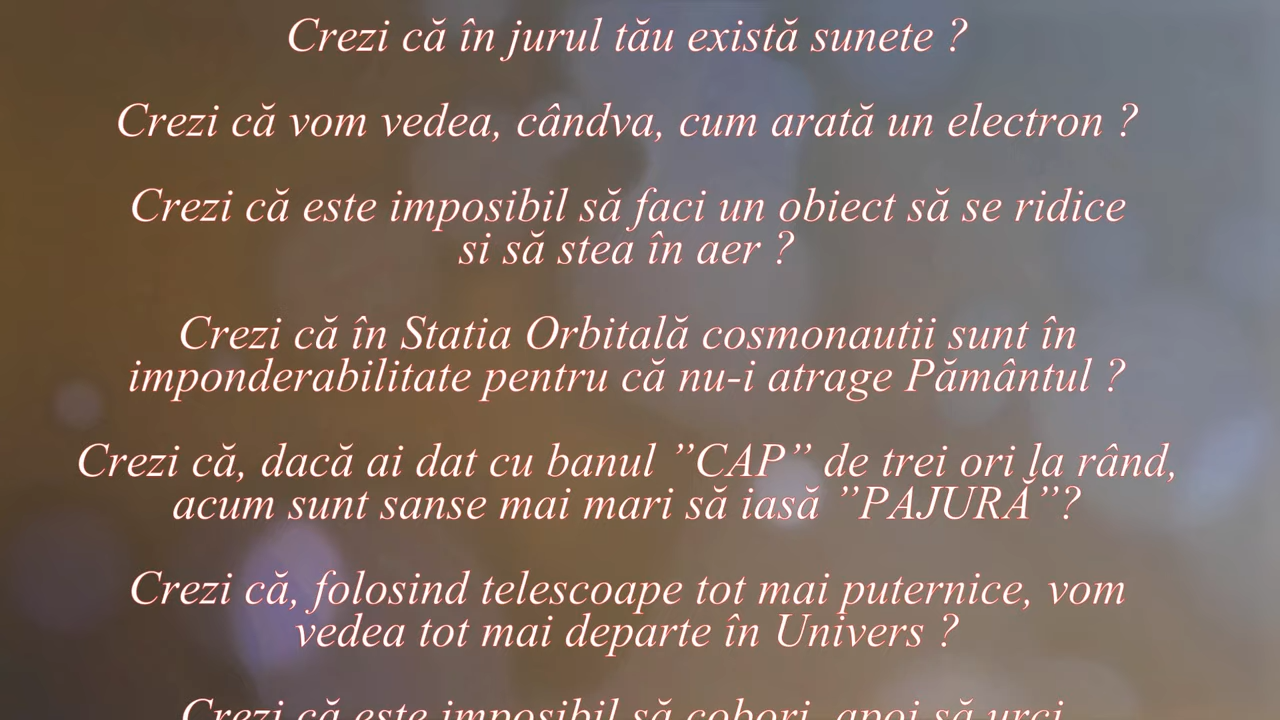 Crezi că în jurul tău există sunete ?
Crezi că vom vedea, cândva, cum arată un electron ?
Crezi că este imposibil să faci un obiect să se ridice
si să stea în aer ?
Crezi că în Statia Orbitală cosmonautii sunt în
imponderabilitate pentru că nu-i atrage Pământul ?
Crezi că, dacă ai dat cu banul ”CAP” de trei ori la rând,
acum sunt sanse mai mari să iasă ”PAJURĂ”?
Crezi că, folosind telescoape tot mai puternice, vom
vedea tot mai departe în Univers ?
Crezi că este imposibil să cobori, apoi să urci